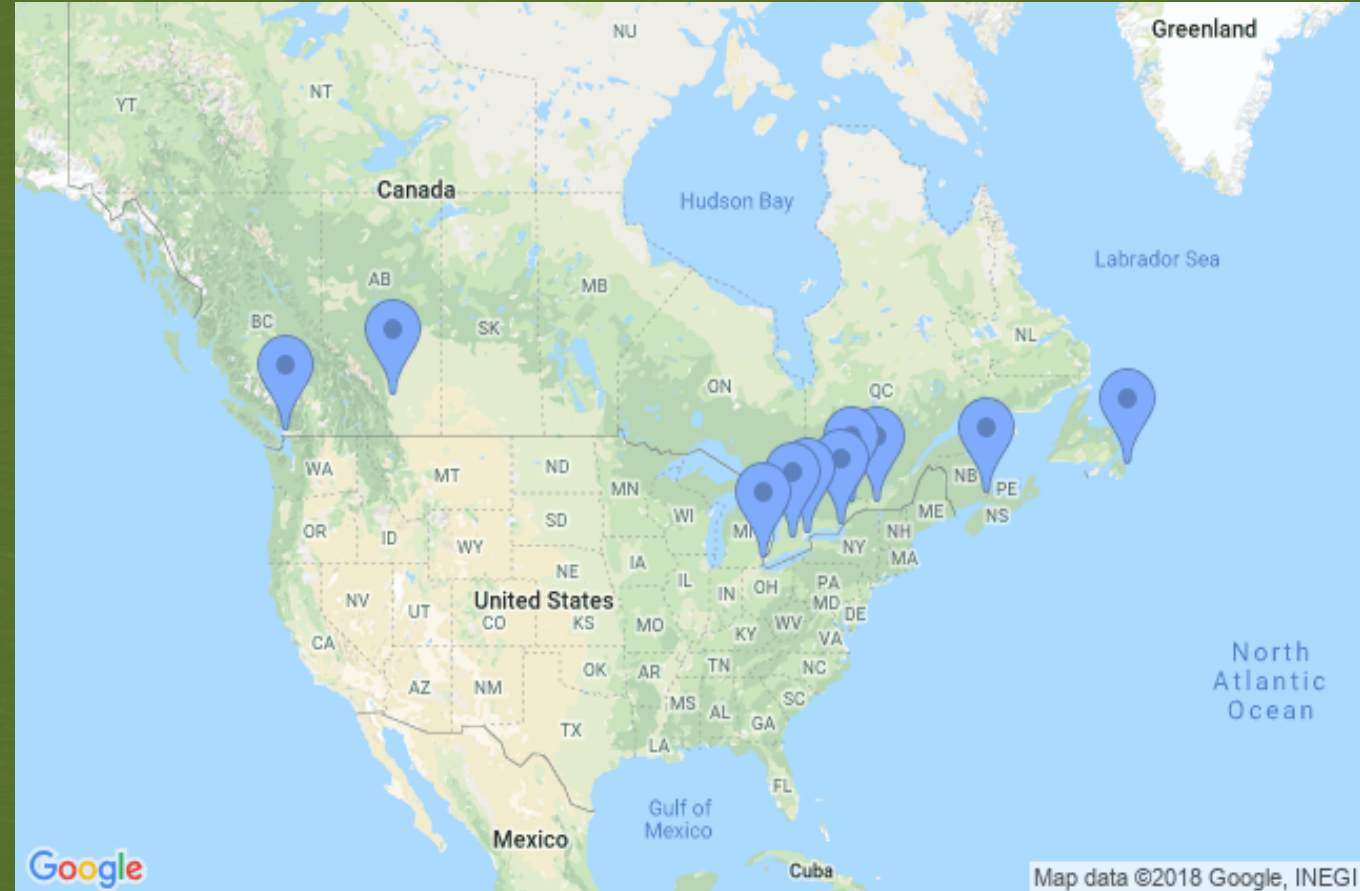 NU
Greenland
NT
YT
Canada
Hudson Bay
Labrador Sea
AB
MB
BC
SK
NL
ON
QC
NB
PE
NS
WA
MT
ND
MN
ME
OR
ID
SD
WI
MI
NH
NY
MA
WY
IA
NE
IL
IN
OH
PA
MD
DE
NV
UT
United States
CO
KS
MO
WV
KY
VA
CA
OK
AR
TN
NC
AZ
NM
MS
AL
SC
GA
TX
LA
FL
North
Atlantic
Ocean
Gulf of
Mexico
Mexico
Cuba
Google
Map data ©2018 Google, INEGI